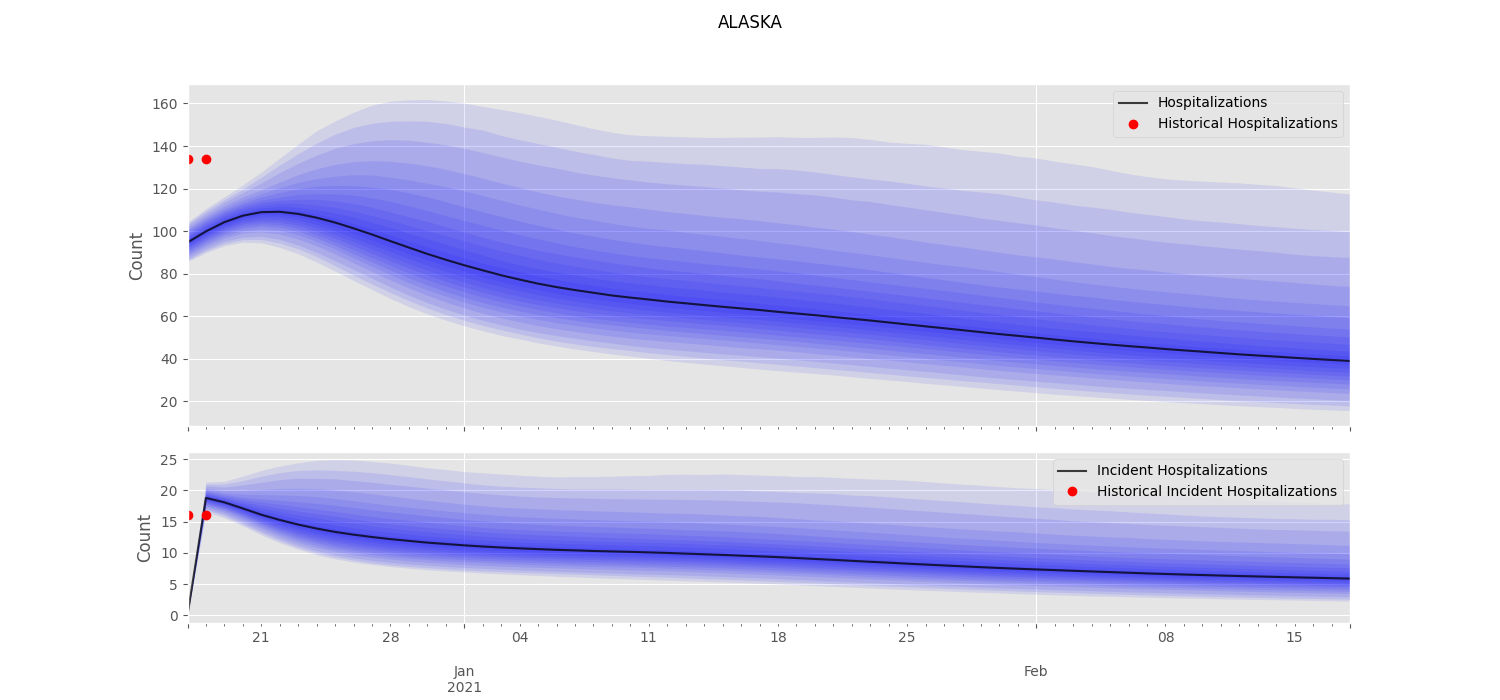 ALASKA
Count
160
140
120
100
80
60
40
20
Hospitalizations
Historical Hospitalizations
Count
25
20
15
10
5
0
Incident Hospitalizations
Historical Incident Hospitalizations
21 28 04 11 18 25 08 15
Jan Feb
2021